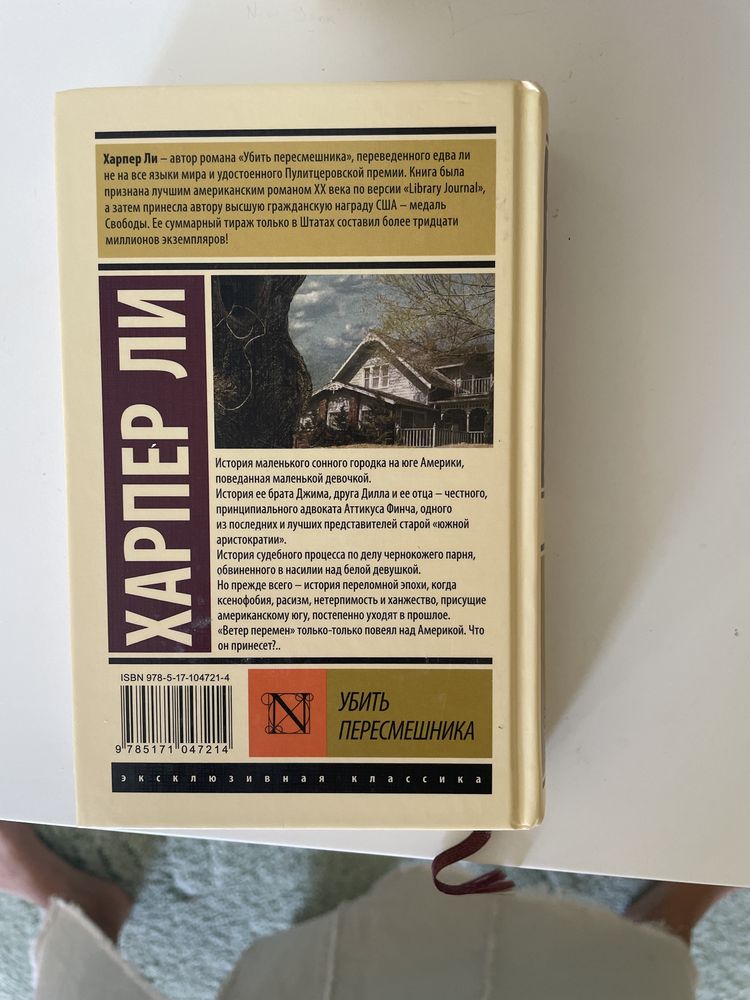 Харпер Ли – автор романа «Убить пересмешника», переведенного едва ли
не на все языки мира и удостоенного Пулитцеровской премии. Книга была
признана лучшим американским романом XX века по версии «Library Journal»,
а затем принесла автору высшую гражданскую награду США – медаль
Свободы. Ее суммарный тираж только в Штатах составил более тридцати
миллионов экземпляров!
ХАРПЕР ЛИ
История маленького сонного городка на юге Америки,
поведанная маленькой девочкой.
История ее брата Джима, друга Дилла и ее отца – честного,
принципиального адвоката Аттикуса Финча, одного
из последних и лучших представителей старой «южной
аристократии».
История судебного процесса по делу чернокожего парня,
обвиненного в насилии над белой девушкой.
Но прежде всего – история переломной эпохи, когда
ксенофобия, расизм, нетерпимость и ханжество, присущие
американскому югу, постепенно уходят в прошлое.
«Ветер перемен» только-только повеял над Америкой. Что
он принесет?..
ISBN 978-5-17-104721-4
9 785171 047214
N
УБИТЬ
ПЕРЕСМЕШНИКА
эксклюзивная классика